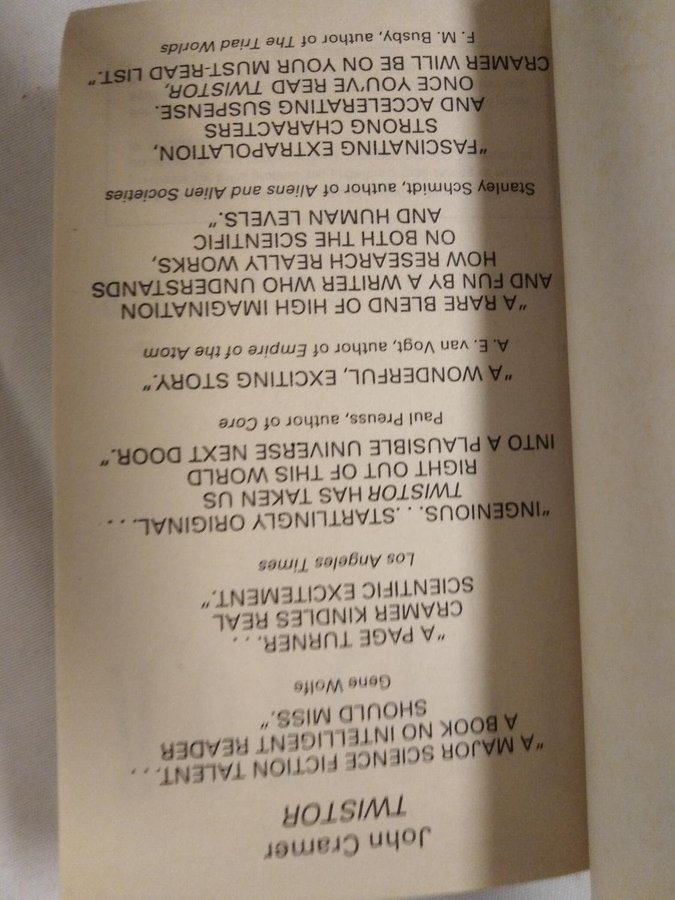 John Cramer
TWISTOR
"A MAJOR SCIENCE FICTION TALENT. . . .
A BOOK NO INTELLIGENT READER
SHOULD MISS."
Gene Wolfe
"A PAGE TURNER. . . .
CRAMER KINDLES REAL
SCIENTIFIC EXCITEMENT."
Los Angeles Times
"INGENIOUS. . .STARTLINGLY ORIGINAL. . . .
TWISTOR HAS TAKEN US
RIGHT OUT OF THIS WORLD
INTO A PLAUSIBLE UNIVERSE NEXT DOOR."
Paul Preuss, author of Core
"A WONDERFUL, EXCITING STORY."
A. E. van Vogt, author of Empire of the Atom
"A RARE BLEND OF HIGH IMAGINATION
AND FUN BY A WRITER WHO UNDERSTANDS
HOW RESEARCH REALLY WORKS,
ON BOTH THE SCIENTIFIC
AND HUMAN LEVELS."
Stanley Schmidt, author of Aliens and Alien Societies
"FASCINATING EXTRAPOLATION,
STRONG CHARACTERS
AND ACCELERATING SUSPENSE.
ONCE YOU'VE READ TWISTOR,
CRAMER WILL BE ON YOUR MUST-READ LIST."
F. M. Busby, author of The Triad Worlds